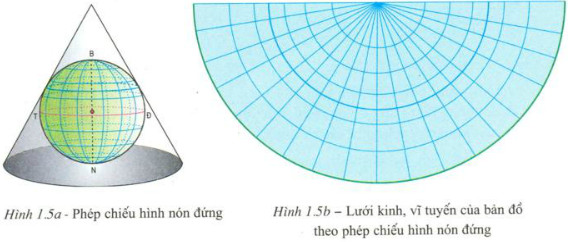 B
T
Đ
N
Hình 1.5a - Phép chiếu hình nón đứng
Hình 1.5b – Lưới kinh, vĩ tuyến của bản đồ
theo phép chiếu hình nón đứng